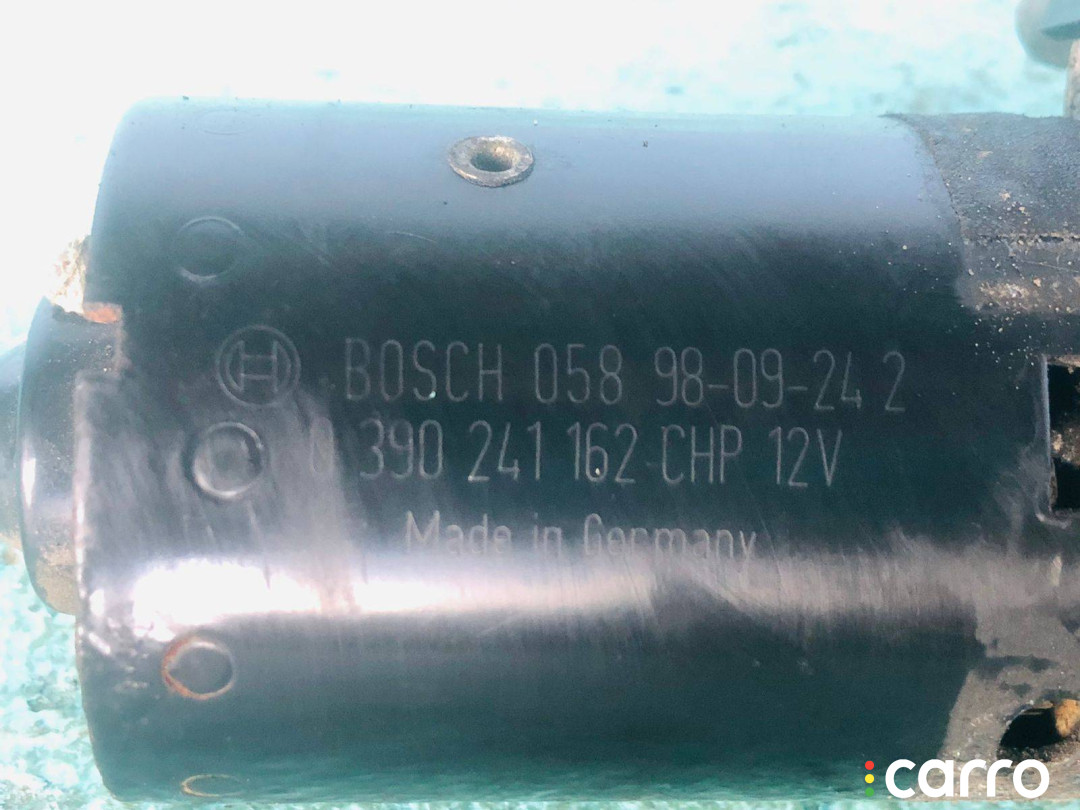 BOSCH 058 98-09-24 2
0 390 241 162 CHP 12V
Made in Germany
carro